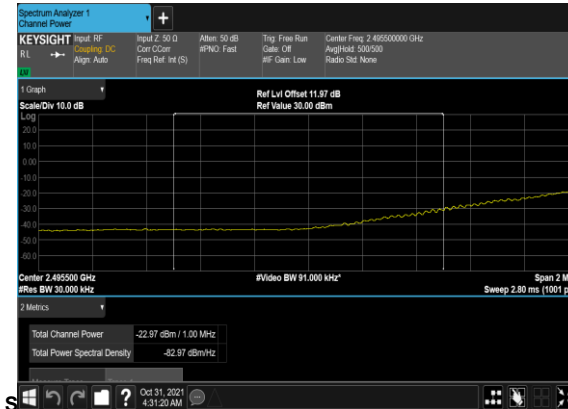 Spectrum Analyzer 1
Channel Power
+
KEYSIGHT Input: RF Input Z: 50 Ω Atten: 50 dB Trig: Free Run Center Freq: 2.495500000 GHz
RL Coupling: DC Corr CCorr #PNO: Fast Gate: Off Avg|Hold: 500/500
Align: Auto Freq Ref: Int (S) #IF Gain: Low Radio Std: None
1 Graph Ref Lvl Offset 11.97 dB
Scale/Div 10.0 dB Ref Value 30.00 dBm
Log
20.0
10.0
0.00
-10.0
-20.0
-30.0
-40.0
-50.0
-60.0
Center 2.495500 GHz #Video BW 91.000 kHz* Span 2 M
#Res BW 30.000 kHz Sweep 2.80 ms (1001 p
2 Metrics
Total Channel Power -22.97 dBm / 1.00 MHz
Total Power Spectral Density -82.97 dBm/Hz
S
? Oct 31, 2021
4:31:20 AM